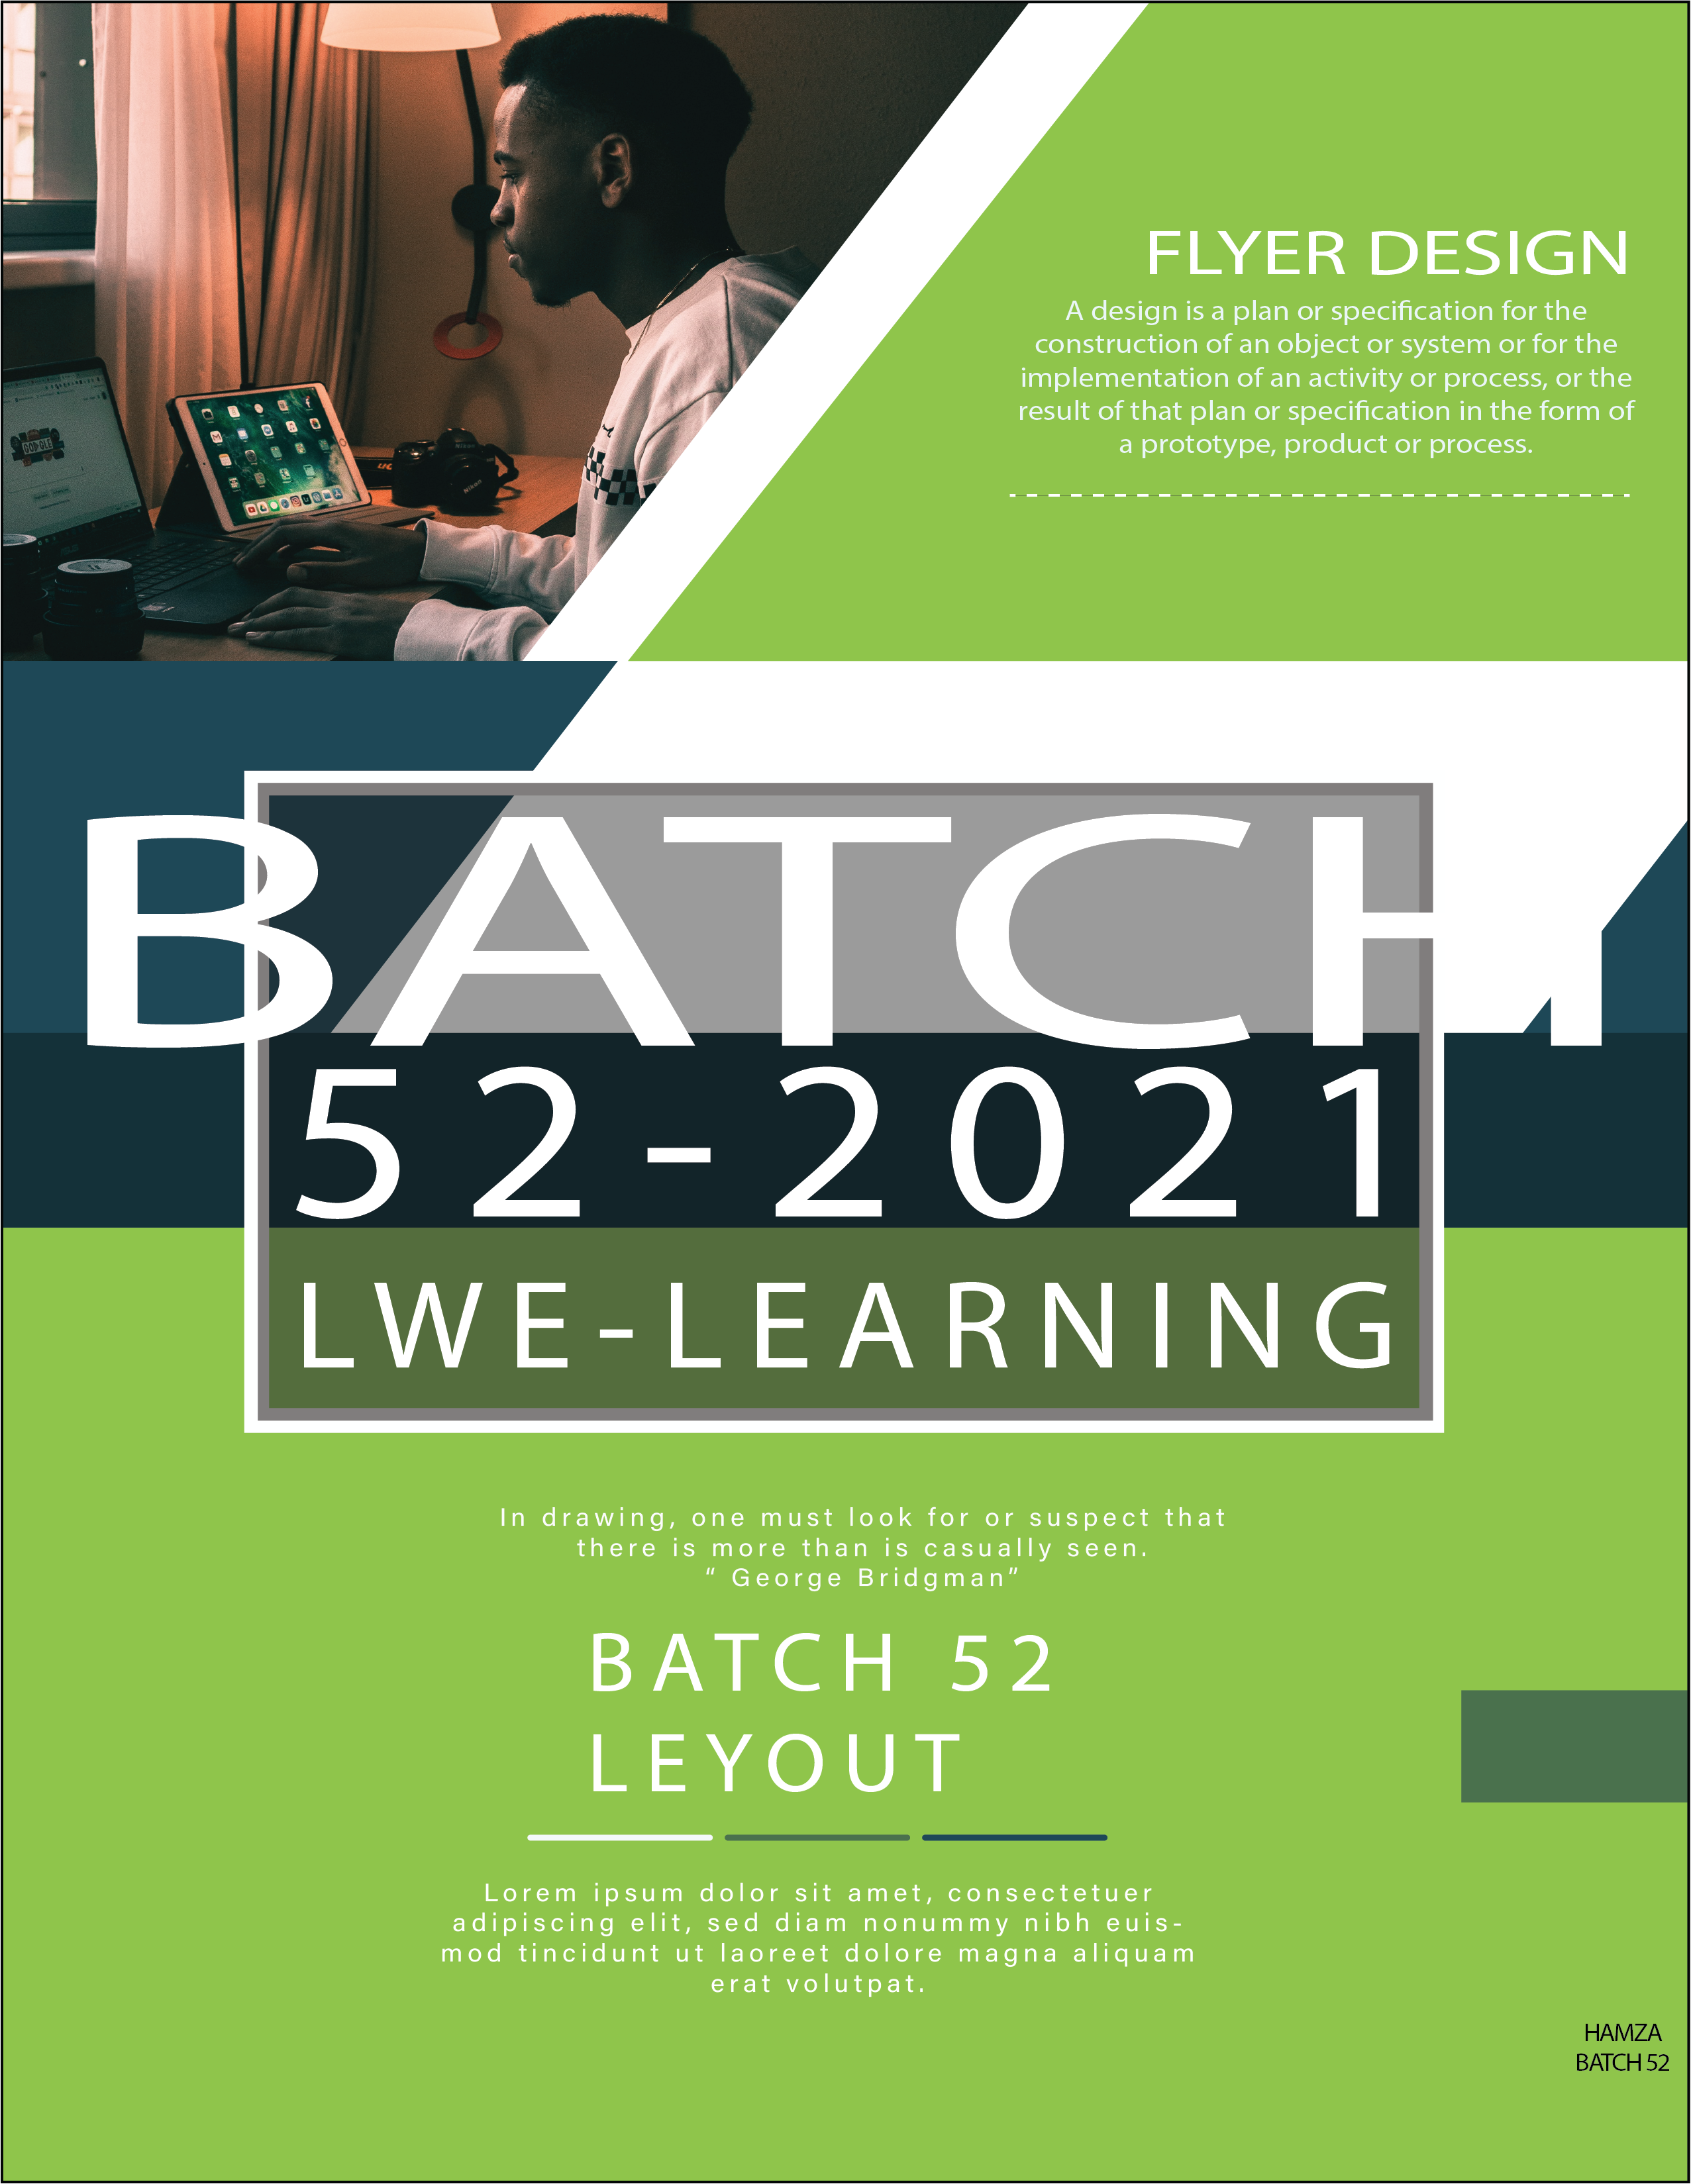 FLYER DESIGN
A design is a plan or specification for the
construction of an object or system or for the
implementation of an activity or process, or the
result of that plan or specification in the form of
a prototype, product or process.
BATCH
52-2021
LWE-LEARNING
In drawing, one must look for or suspect that
there is more than is casually seen.
“ George Bridgman”
BATCH 52
LEYOUT
Lorem ipsum dolor sit amet, consectetuer
adipiscing elit, sed diam nonummy nibh euis-
mod tincidunt ut laoreet dolore magna aliquam
erat volutpat.
HAMZA
BATCH 52